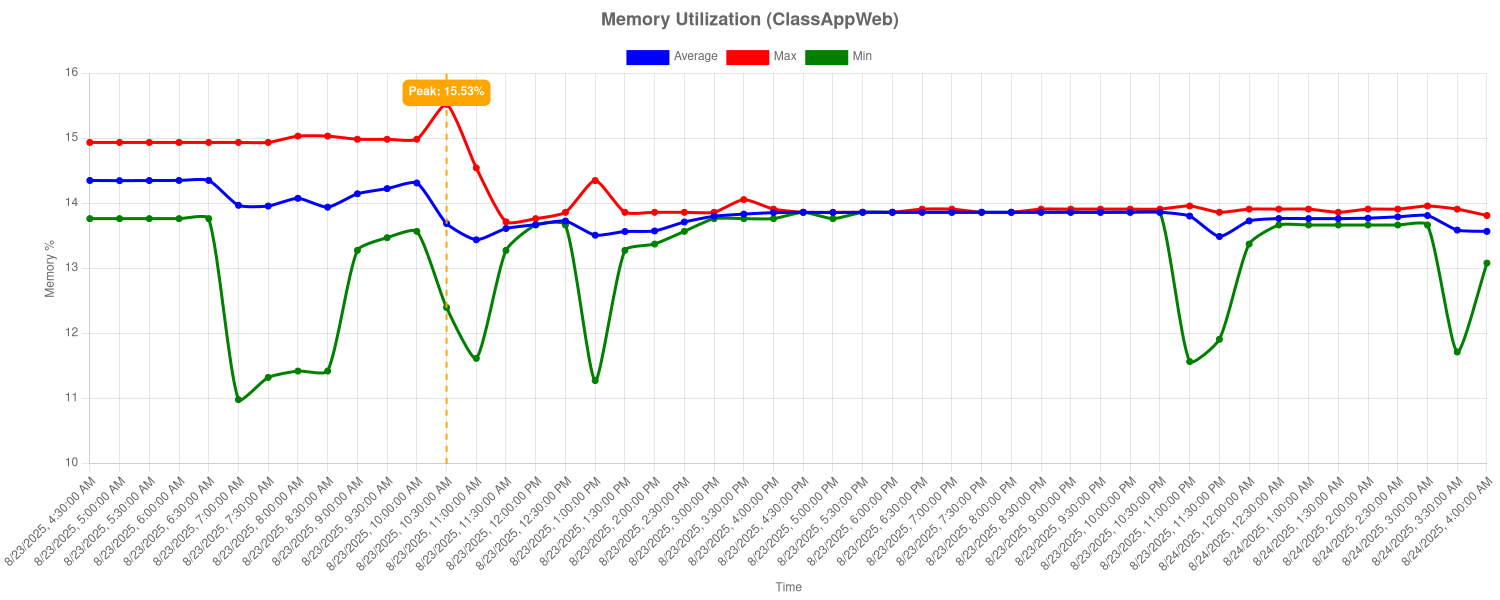 Memory Utilization (ClassAppWeb)
Average Max Min
Peak: 15.53%
16
15
14
13
12
11
10
Memory %
8/23/2025, 4:30:00 AM
8/23/2025, 5:00:00 AM
8/23/2025, 5:30:00 AM
8/23/2025, 6:00:00 AM
8/23/2025, 6:30:00 AM
8/23/2025, 7:00:00 AM
8/23/2025, 7:30:00 AM
8/23/2025, 8:00:00 AM
8/23/2025, 8:30:00 AM
8/23/2025, 9:00:00 AM
8/23/2025, 9:30:00 AM
8/23/2025, 10:00:00 AM
8/23/2025, 10:30:00 AM
8/23/2025, 11:00:00 AM
8/23/2025, 11:30:00 AM
8/23/2025, 12:00:00 PM
8/23/2025, 12:30:00 PM
8/23/2025, 1:00:00 PM
8/23/2025, 1:30:00 PM
8/23/2025, 2:00:00 PM
8/23/2025, 2:30:00 PM
8/23/2025, 3:00:00 PM
8/23/2025, 3:30:00 PM
8/23/2025, 4:00:00 PM
8/23/2025, 4:30:00 PM
8/23/2025, 5:00:00 PM
8/23/2025, 5:30:00 PM
8/23/2025, 6:00:00 PM
8/23/2025, 6:30:00 PM
8/23/2025, 7:00:00 PM
8/23/2025, 7:30:00 PM
8/23/2025, 8:00:00 PM
8/23/2025, 8:30:00 PM
8/23/2025, 9:00:00 PM
8/23/2025, 9:30:00 PM
8/23/2025, 10:00:00 PM
8/23/2025, 10:30:00 PM
8/23/2025, 11:00:00 PM
8/23/2025, 11:30:00 PM
8/24/2025, 12:00:00 AM
8/24/2025, 12:30:00 AM
8/24/2025, 1:00:00 AM
8/24/2025, 1:30:00 AM
8/24/2025, 2:00:00 AM
8/24/2025, 2:30:00 AM
8/24/2025, 3:00:00 AM
8/24/2025, 3:30:00 AM
8/24/2025, 4:00:00 AM
Time